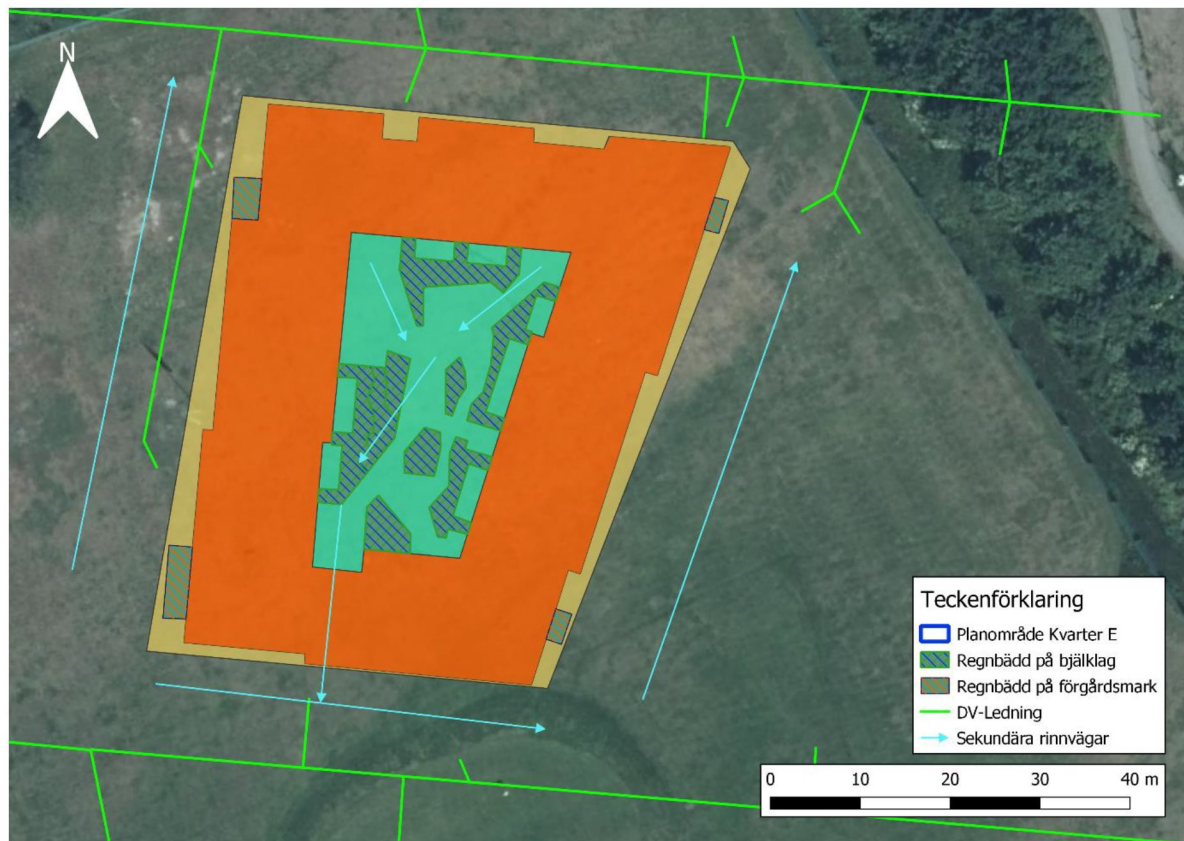 N
Teckenförklaring
Planområde Kvarter E
Regnbädd på bjälklag
Regnbädd på förgårdsmark
DV-Ledning
Sekundära rinnvägar
0 10 20 30 40 m